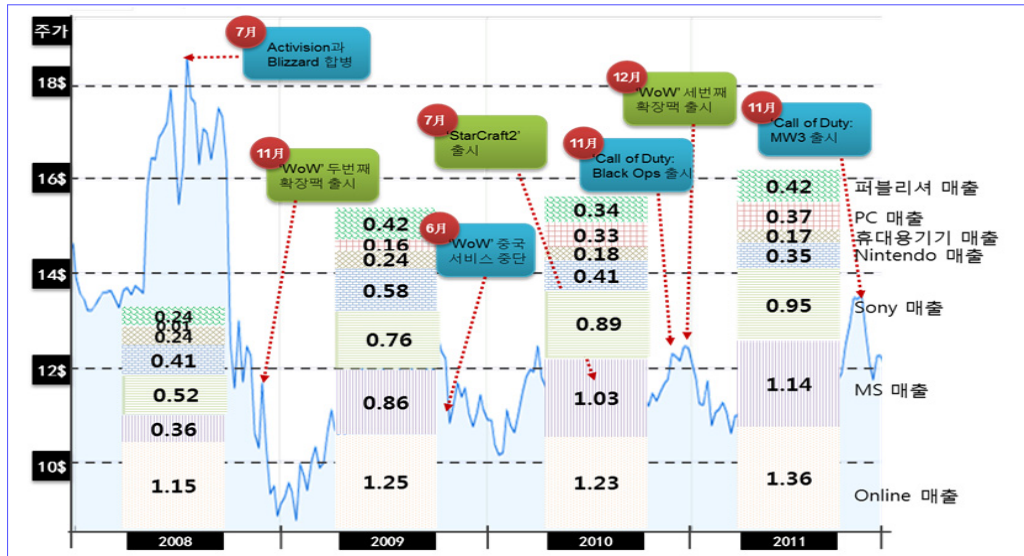 주가
7月
Activision과
Blizzard 합병
18$
12月
'WoW' 세번째
확장팩 출시
11月
'Call of Duty:
MW3 출시
7月
'StarCraft2'
출시
11月
'Call of Duty:
Black Ops 출시
11月
'WoW' 두번째
확장팩 출시
16$
6月
'WoW' 중국
서비스 중단
14$
12$
10$
0.24
0.01
0.24
0.41
0.52
0.36
1.15
0.42
0.16
0.24
0.58
0.76
0.86
1.25
0.34
0.33
0.18
0.41
0.89
1.03
1.23
0.42
0.37
0.17
0.35
0.95
1.14
1.36
퍼블리셔 매출
PC 매출
휴대용기기 매출
Nintendo 매출
Sony 매출
MS 매출
Online 매출
2008
2009
2010
2011